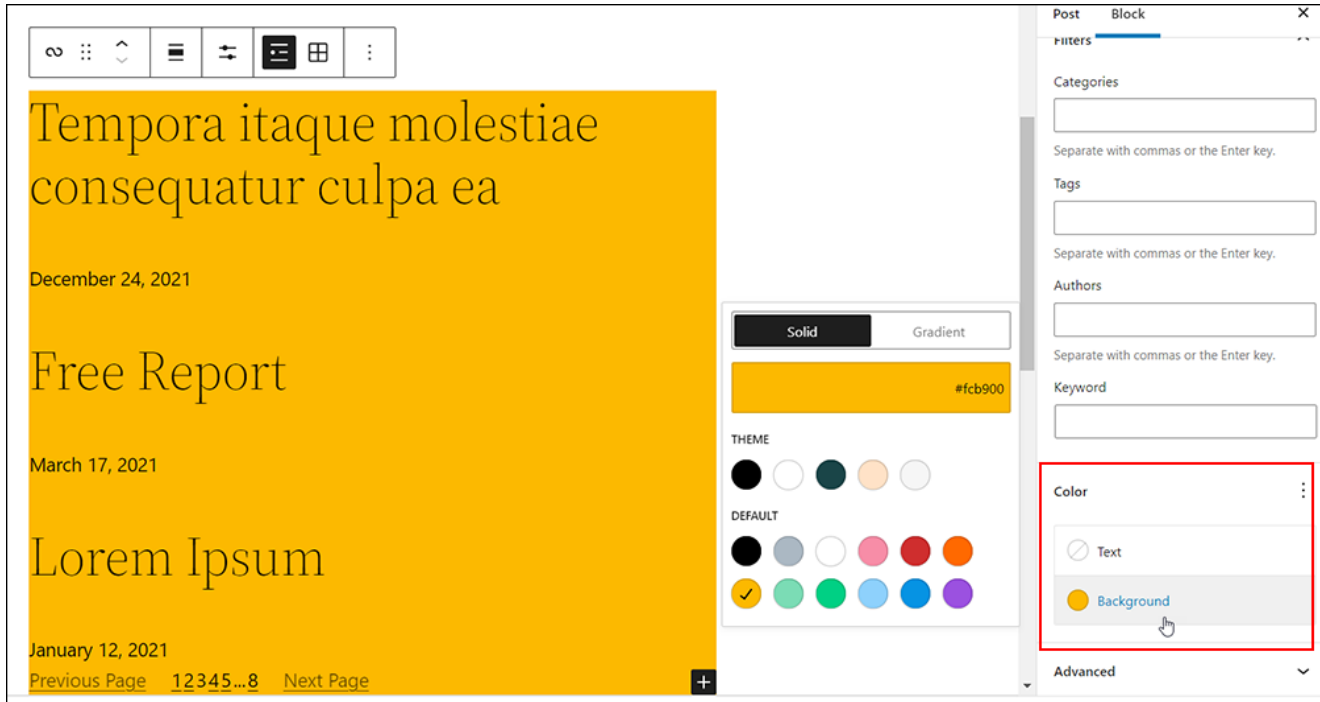 Tempora itaque molestiae
consequatur culpa ea
December 24, 2021
Free Report
March 17, 2021
Lorem Ipsum
January 12, 2021
Previous Page 12345...8 Next Page
Solid Gradient
#fcb900
THEME
DEFAULT
Post Block
Filters
Categories
Separate with commas or the Enter key.
Tags
Separate with commas or the Enter key.
Authors
Separate with commas or the Enter key.
Keyword
Color
Text
Background
Advanced